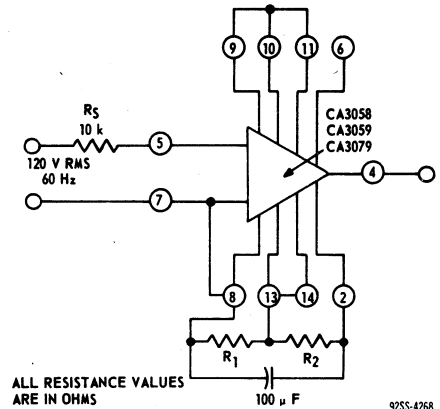 9
10
11
6
RS
10 k
CA3058
CA3059
CA3079
5
120 V RMS
60 Hz
4
7
8
13
14
2
R1
R2
100 µ F
ALL RESISTANCE VALUES
ARE IN OHMS
92SS-4268